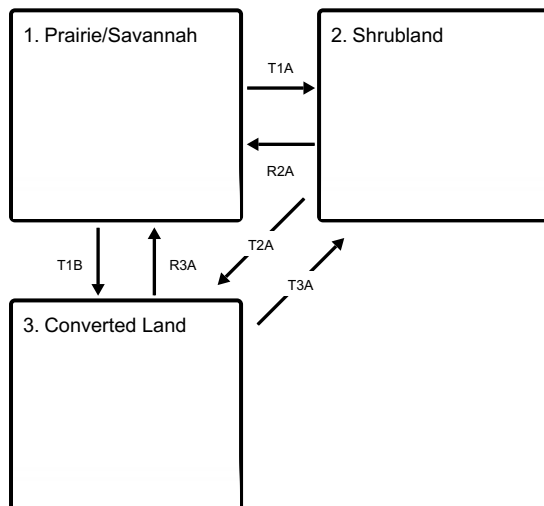 1. Prairie/Savannah
2. Shrubland
T1A
R2A
T1B
R3A
T2A
T3A
3. Converted Land